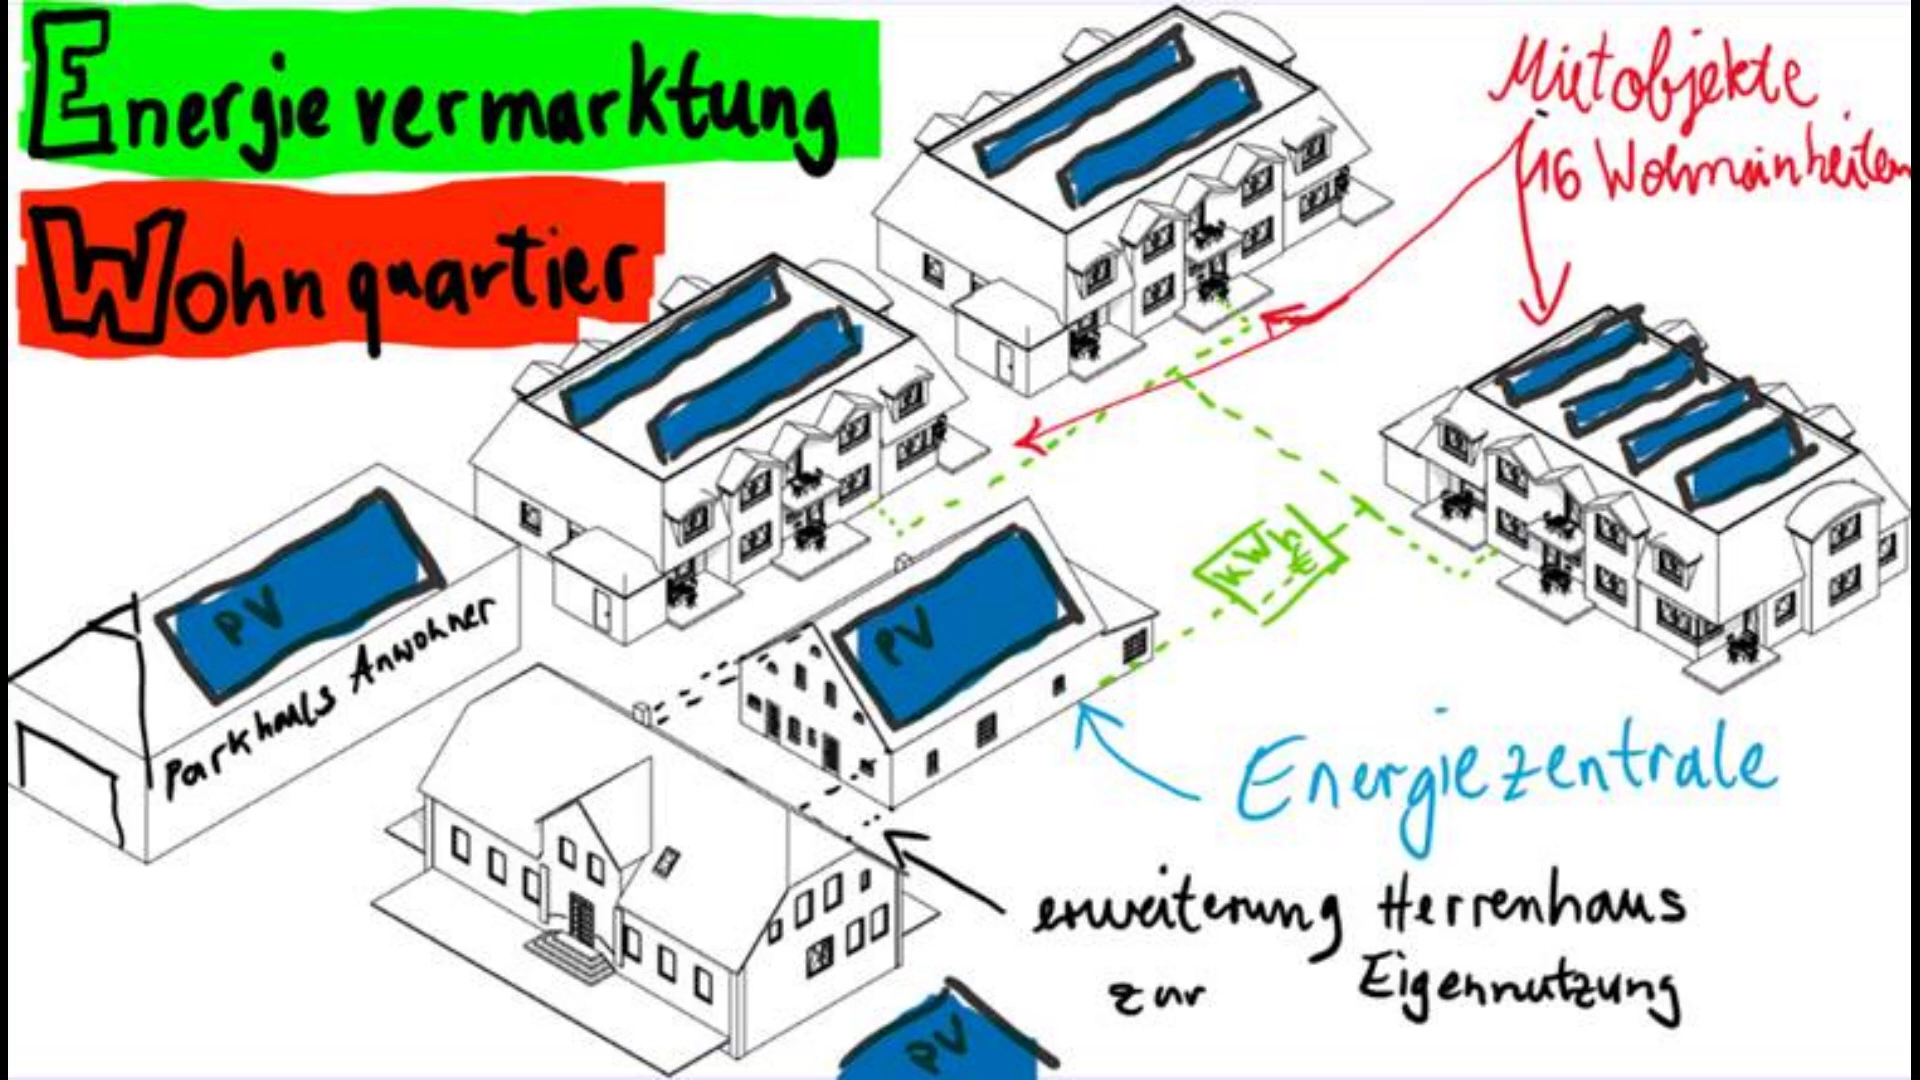 Energievermarktung
Wohnquartier
Mietobjekte
16 Wohneinheiten
PV
Parkhaus Anwohner
PV
kWh
€
Energiezentrale
erweiterung Herrenhaus
zur Eigennutzung
PV